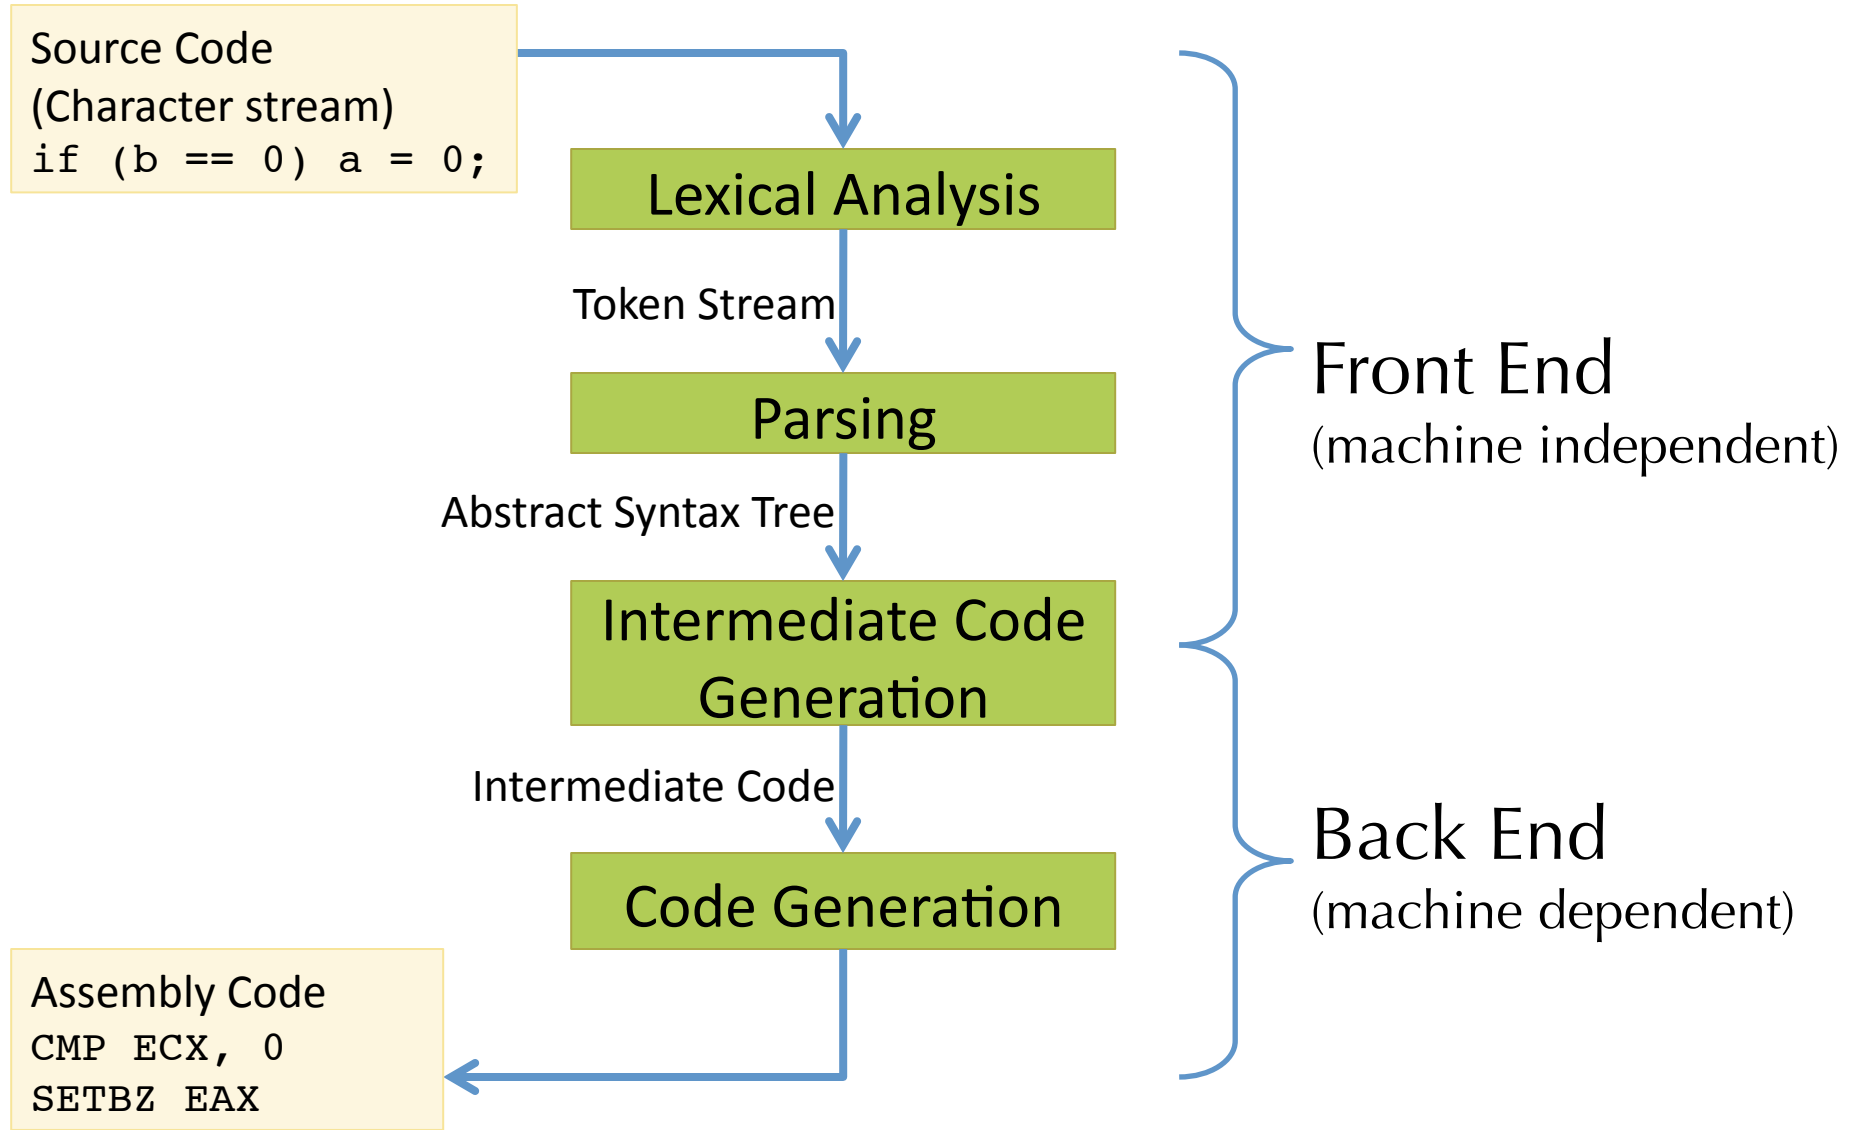 Source Code
(Character stream)
if (b == 0) a = 0;
Lexical Analysis
Token Stream
Parsing
Abstract Syntax Tree
Intermediate Code
Generation
Intermediate Code
Code Generation
Assembly Code
CMP ECX, 0
SETBZ EAX
Front End
(machine independent)
Back End
(machine dependent)